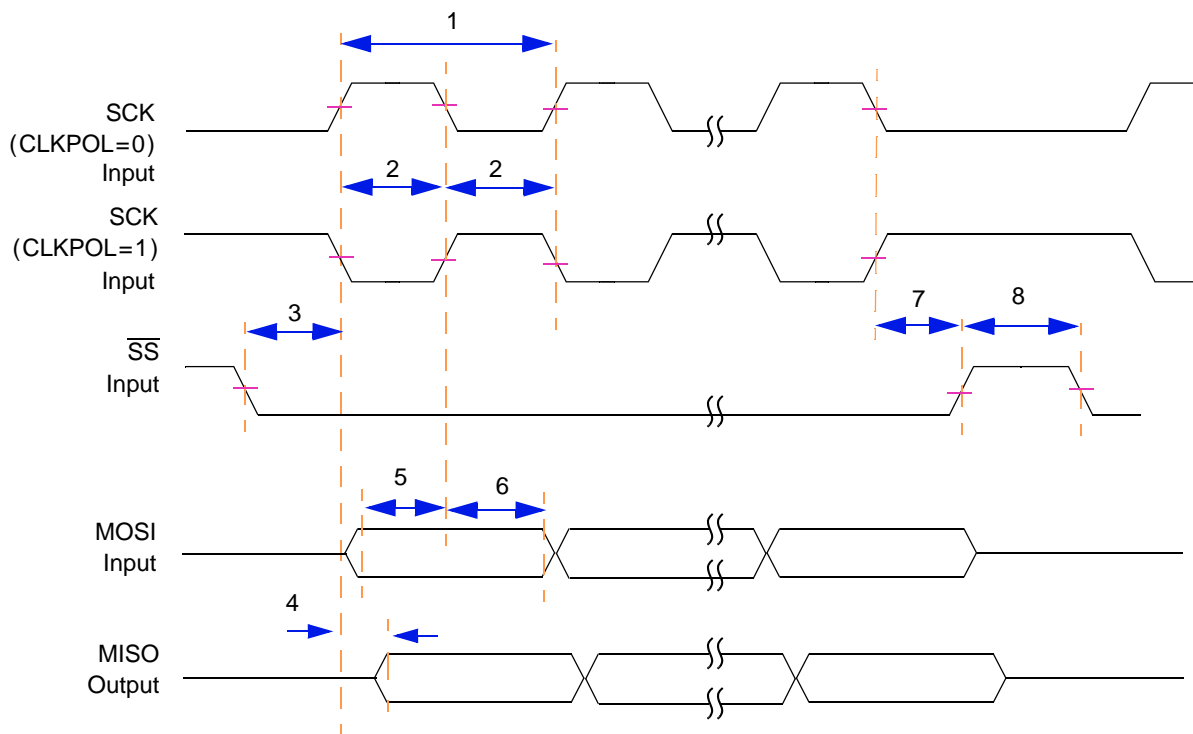 1
SCK
(CLKPOL=0)
Input
2 2
SCK
(CLKPOL=1)
Input
3
7 8
SS
Input
5 6
MOSI
Input
4
MISO
Output